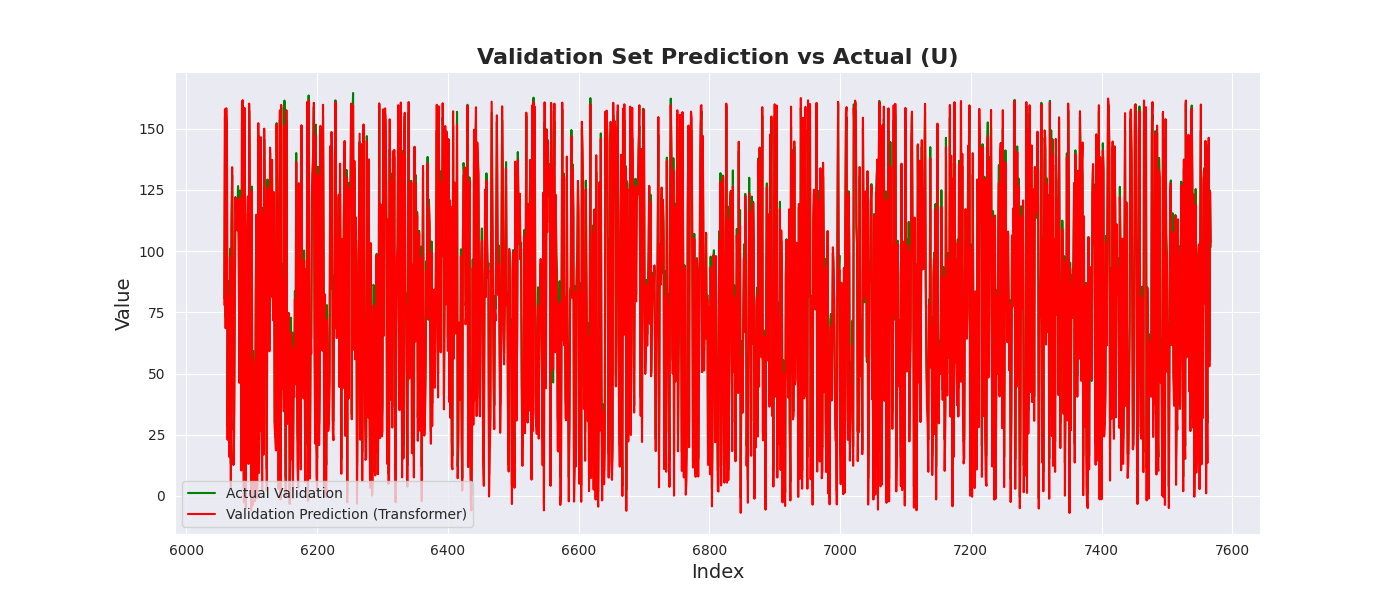 Validation Set Prediction vs Actual (U)
Value
150
125
100
75
50
25
0
Actual Validation
Validation Prediction (Transformer)
6000 6200 6400 6600 6800 7000 7200 7400 7600
Index